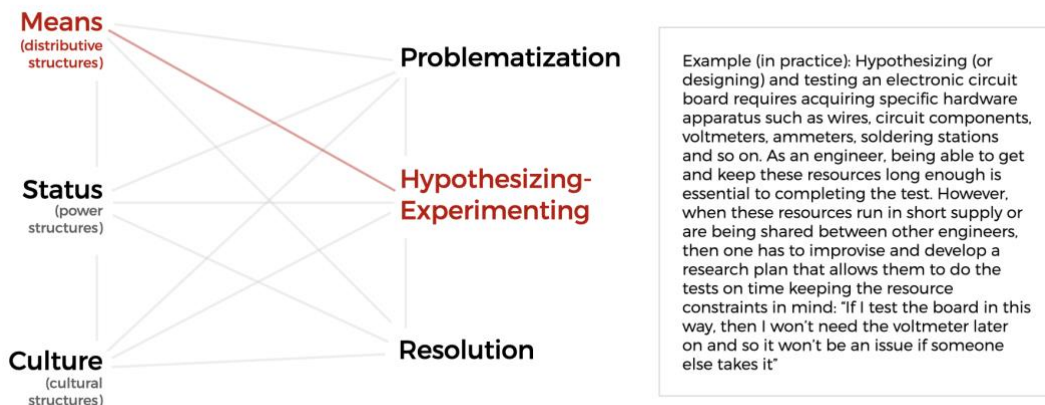 Means
(distributive
structures)
Status
(power
structures)
Culture
(cultural
structures)
Problematization
Hypothesizing-
Experimenting
Resolution
Example (in practice): Hypothesizing (or
designing) and testing an electronic circuit
board requires acquiring specific hardware
apparatus such as wires, circuit components,
voltmeters, ammeters, soldering stations
and so on. As an engineer, being able to get
and keep these resources long enough is
essential to completing the test. However,
when these resources run in short supply or
are being shared between other engineers,
then one has to improvise and develop a
research plan that allows them to do the
tests on time keeping the resource
constraints in mind: “If I test the board in this
way, then I won’t need the voltmeter later
on and so it won’t be an issue if someone
else takes it”